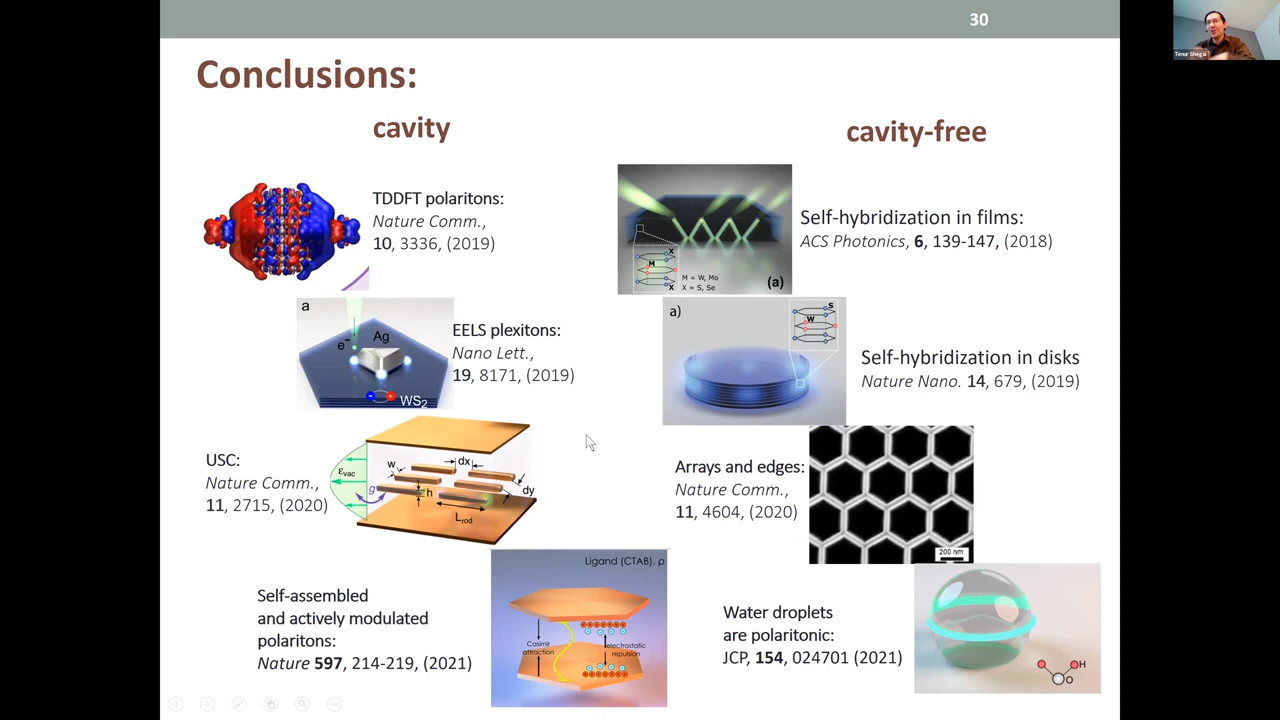 30
Timur Shegai
Conclusions:
cavity
TDDFT polaritons:
Nature Comm.,
10, 3336, (2019)
a
e-
Ag
WS2
EELS plexitons:
Nano Lett.,
19, 8171, (2019)
USC:
Nature Comm.,
11, 2715, (2020)
εvac
g
w
dx
h
dy
Lrod
Self-assembled
and actively modulated
polaritons:
Nature 597, 214-219, (2021)
Ligand (CTAB), ρ
Casimir
attraction
electrostatic
repulsion
cavity-free
X
M
X
M = W, Mo
X = S, Se
(a)
Self-hybridization in films:
ACS Photonics, 6, 139-147, (2018)
a)
S
W
Self-hybridization in disks
Nature Nano. 14, 679, (2019)
Arrays and edges:
Nature Comm.,
11, 4604, (2020)
200 nm
Water droplets
are polaritonic:
JCP, 154, 024701 (2021)
H
O